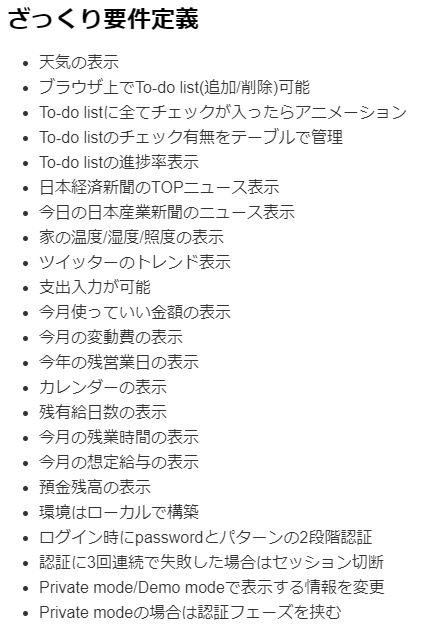 ざっくり要件定義
天気の表示
ブラウザ上でTo-do list(追加/削除)可能
To-do listに全てチェックが入ったらアニメーション
To-do listのチェック有無をテーブルで管理
To-do listの進捗率表示
日本経済新聞のTOPニュース表示
今日の日本産業新聞のニュース表示
家の温度/湿度/照度の表示
ツイッターのトレンド表示
支出入力が可能
今月使っていい金額の表示
今月の変動費の表示
今年の残営業日の表示
カレンダーの表示
残有給日数の表示
今月の残業時間の表示
今月の想定給与の表示
預金残高の表示
環境はローカルで構築
ログイン時にpasswordとパターンの2段階認証
認証に3回連続で失敗した場合はセッション切断
Private mode/Demo modeで表示する情報を変更
Private modeの場合は認証フェーズを挟む